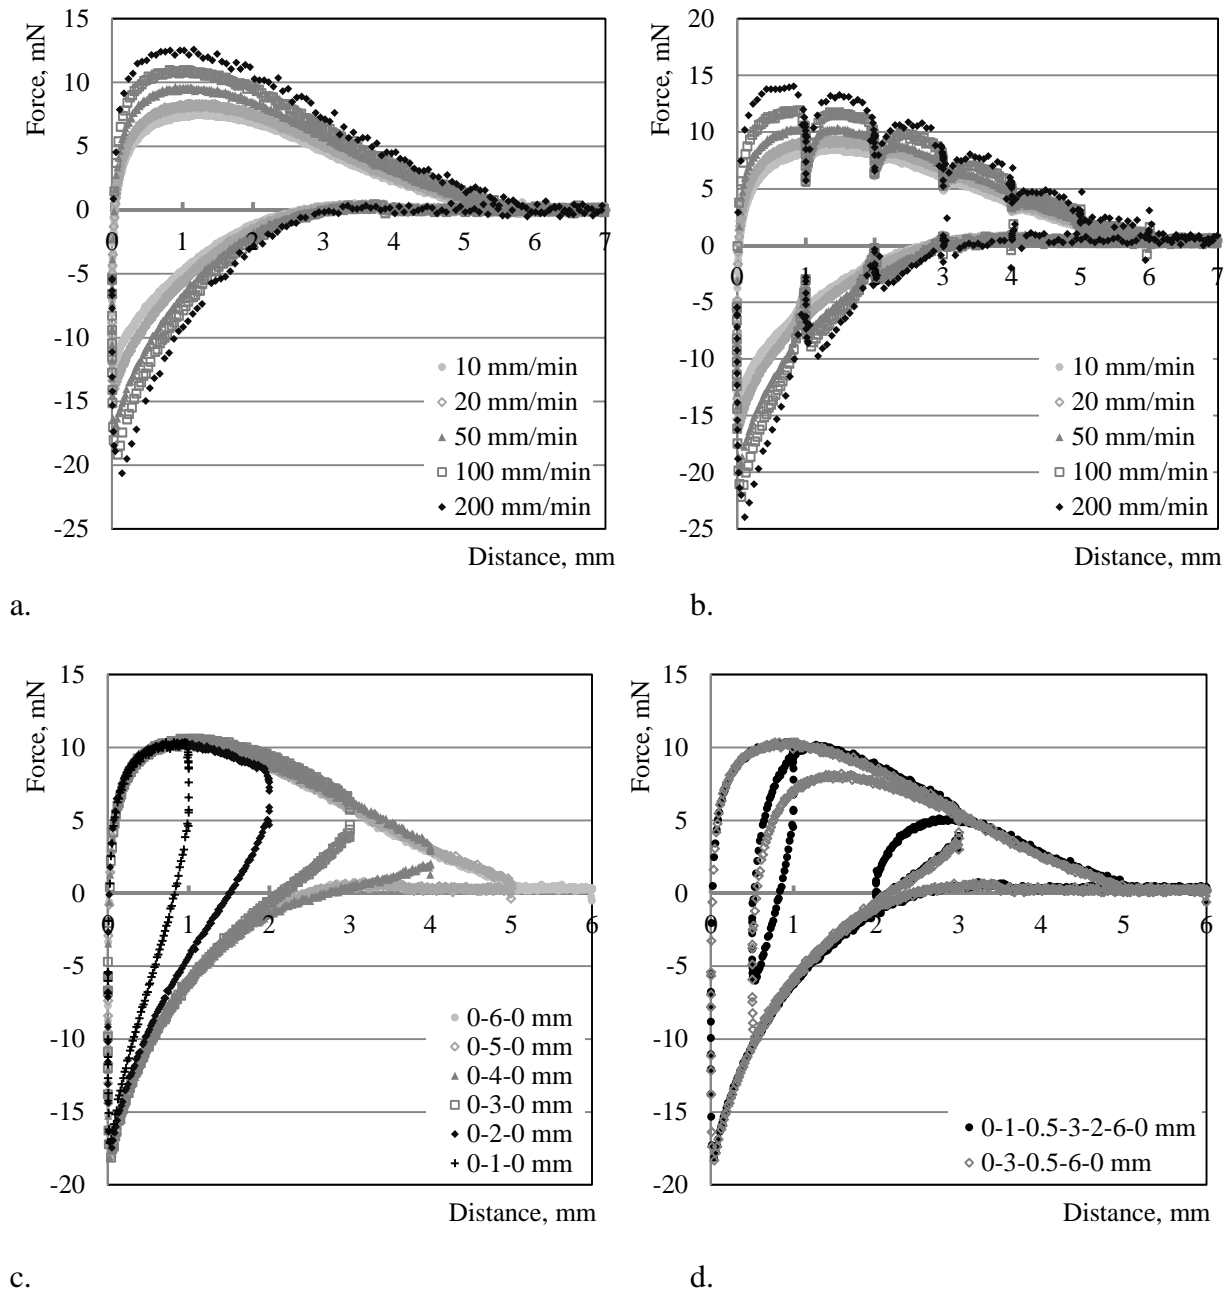 Force, mN
15
10
5
0
-5
-10
-15
-20
-25
0 1 2 3 4 5 6 7
10 mm/min
20 mm/min
50 mm/min
100 mm/min
200 mm/min
Distance, mm
a.
Force, mN
20
15
10
5
0
-5
-10
-15
-20
-25
0 1 2 3 4 5 6 7
10 mm/min
20 mm/min
50 mm/min
100 mm/min
200 mm/min
Distance, mm
b.
Force, mN
15
10
5
0
-5
-10
-15
-20
0 1 2 3 4 5 6
0-6-0 mm
0-5-0 mm
0-4-0 mm
0-3-0 mm
0-2-0 mm
0-1-0 mm
Distance, mm
c.
Force, mN
15
10
5
0
-5
-10
-15
-20
0 1 2 3 4 5 6
0-1-0.5-3-2-6-0 mm
0-3-0.5-6-0 mm
Distance, mm
d.